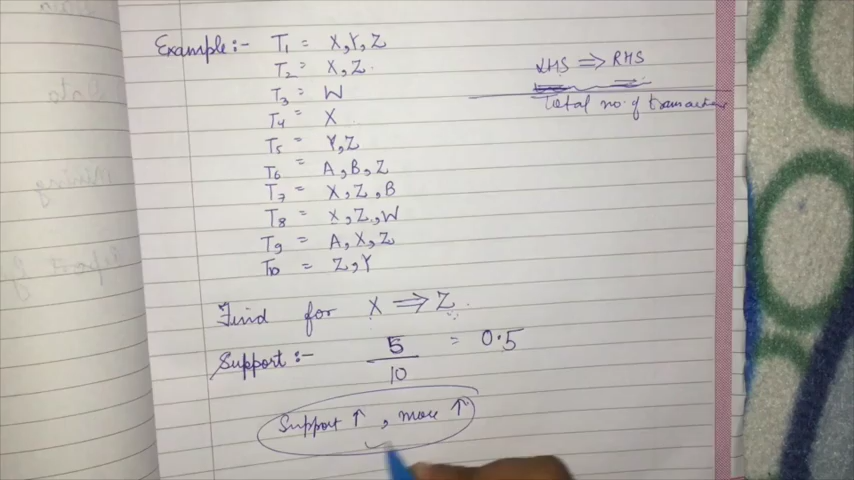 Example:- T1 = X,Y,Z
T2 = X,Z.
T3 = W
T4 = X
T5 = Y,Z
T6 = A,B,Z
T7 = X,Z,B
T8 = X,Z,W
T9 = A,X,Z
T10 = Z,Y
LHS ⇒ RHS
Total no. of transaction
Find for X ⇒ Z.
Support:- 5/10 = 0.5
Support ↑, more ↑
mining